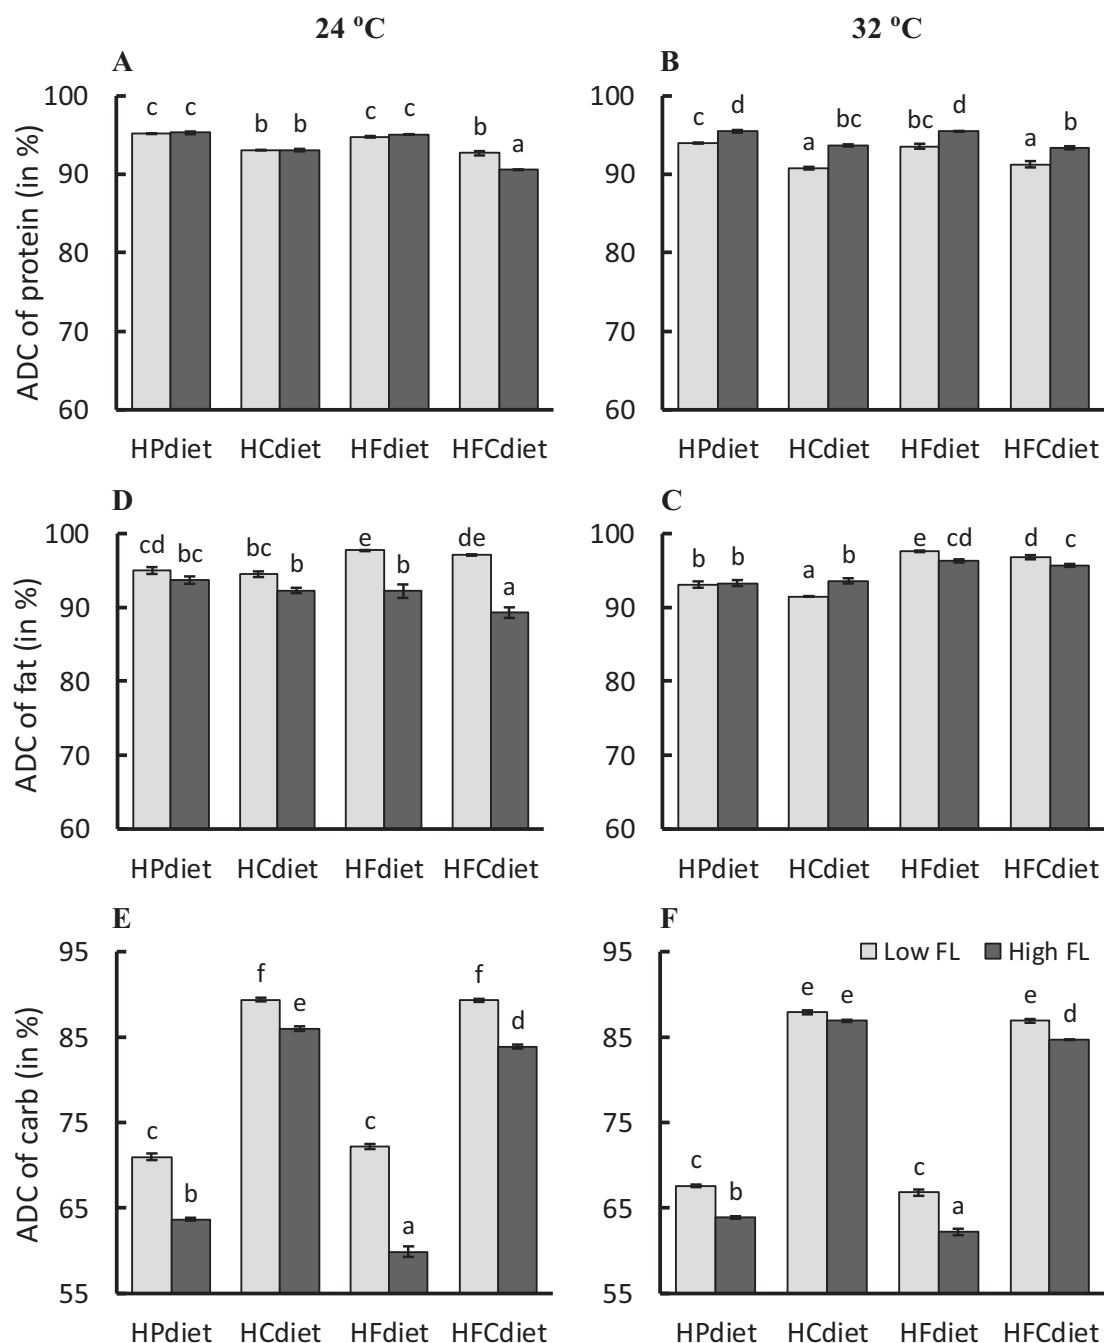 24 °C 32 °C
A B
ADC of protein (in %)
c c b b c c b a
c d a bc bc d a b
100 90 80 70 60
100 90 80 70 60
HPdiet HCdiet HFdiet HFCdiet
HPdiet HCdiet HFdiet HFCdiet
D C
ADC of fat (in %)
cd bc bc b e b de a
b b a b e cd d c
100 90 80 70 60
100 90 80 70 60
HPdiet HCdiet HFdiet HFCdiet
HPdiet HCdiet HFdiet HFCdiet
E F
Low FL High FL
ADC of carb (in %)
c b f e c a f d
c b e e c a e d
95 85 75 65 55
95 85 75 65 55
HPdiet HCdiet HFdiet HFCdiet
HPdiet HCdiet HFdiet HFCdiet